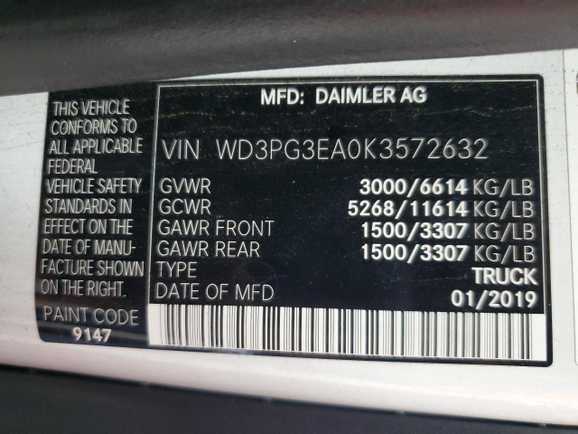 MFD: DAIMLER AG
THIS VEHICLE
CONFORMS TO
ALL APPLICABLE
FEDERAL
VEHICLE SAFETY
STANDARDS IN
EFFECT ON THE
DATE OF MANU-
FACTURE SHOWN
ON THE RIGHT.
PAINT CODE
9147
VIN WD3PG3EA0K3572632
GVWR 3000/6614 KG/LB
GCWR 5268/11614 KG/LB
GAWR FRONT 1500/3307 KG/LB
GAWR REAR 1500/3307 KG/LB
TYPE TRUCK
DATE OF MFD 01/2019